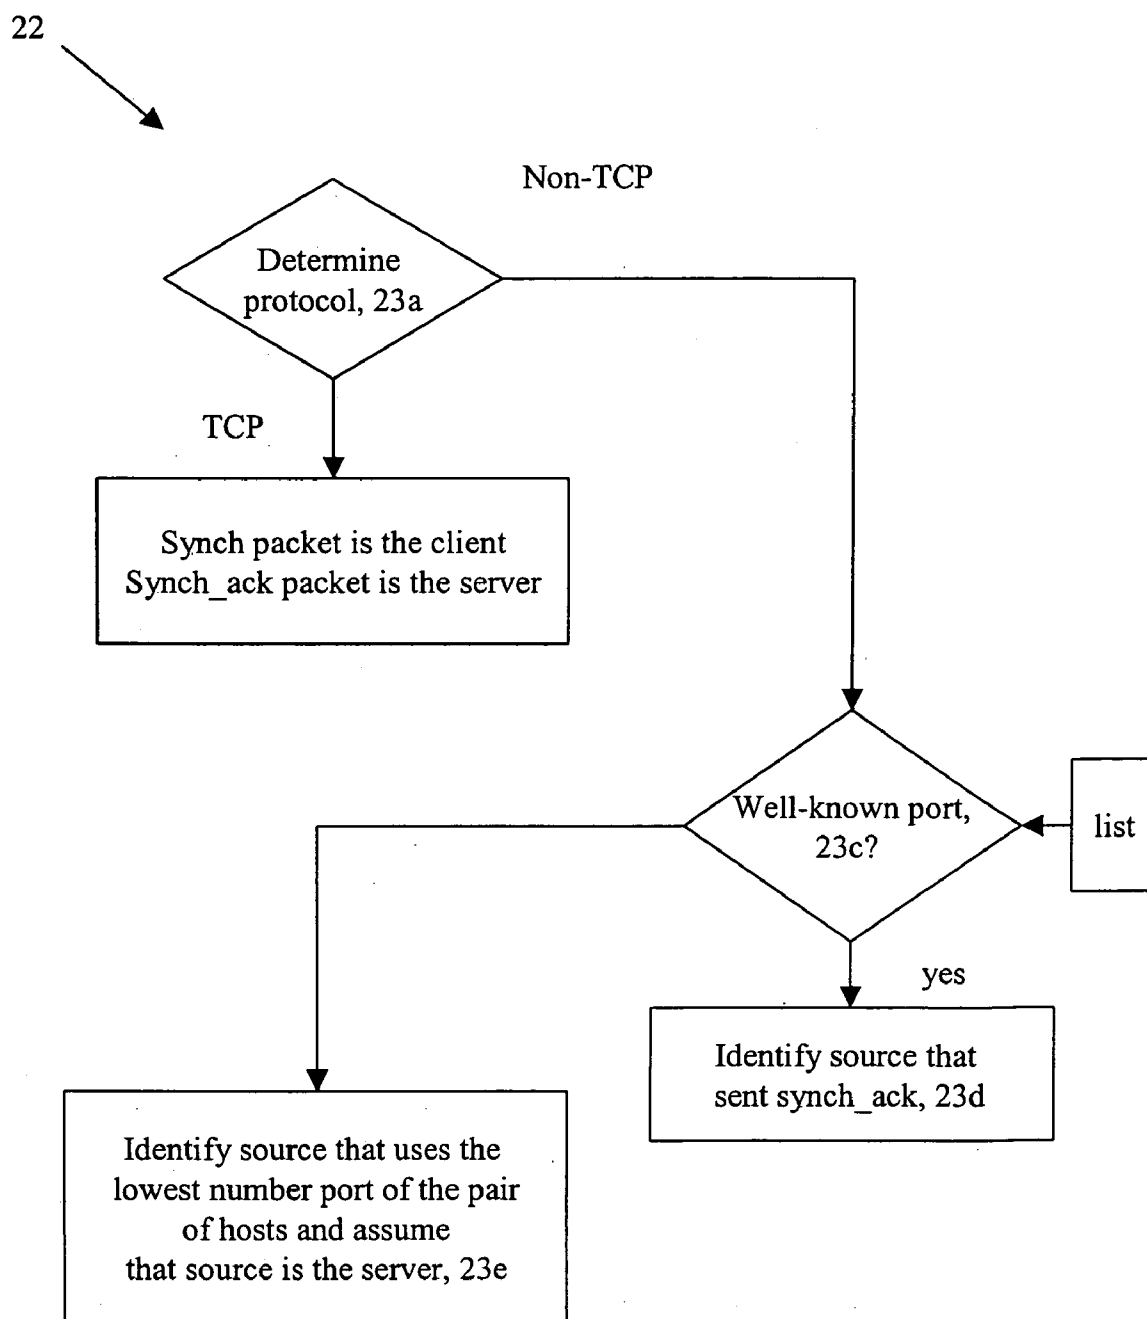 22
Non-TCP
Determine
protocol, 23a
TCP
Synch packet is the client
Synch_ack packet is the server
Well-known port,
23c?
list
yes
Identify source that
sent synch_ack, 23d
Identify source that uses the
lowest number port of the pair
of hosts and assume
that source is the server, 23e